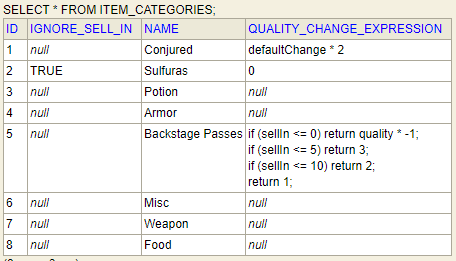 SELECT * FROM ITEM_CATEGORIES;
ID IGNORE_SELL_IN NAME QUALITY_CHANGE_EXPRESSION
1 null Conjured defaultChange * 2
2 TRUE Sulfuras 0
3 null Potion null
4 null Armor null
5 null Backstage Passes if (sellIn <= 0) return quality * -1;
if (sellIn <= 5) return 3;
if (sellIn <= 10) return 2;
return 1;
6 null Misc null
7 null Weapon null
8 null Food null